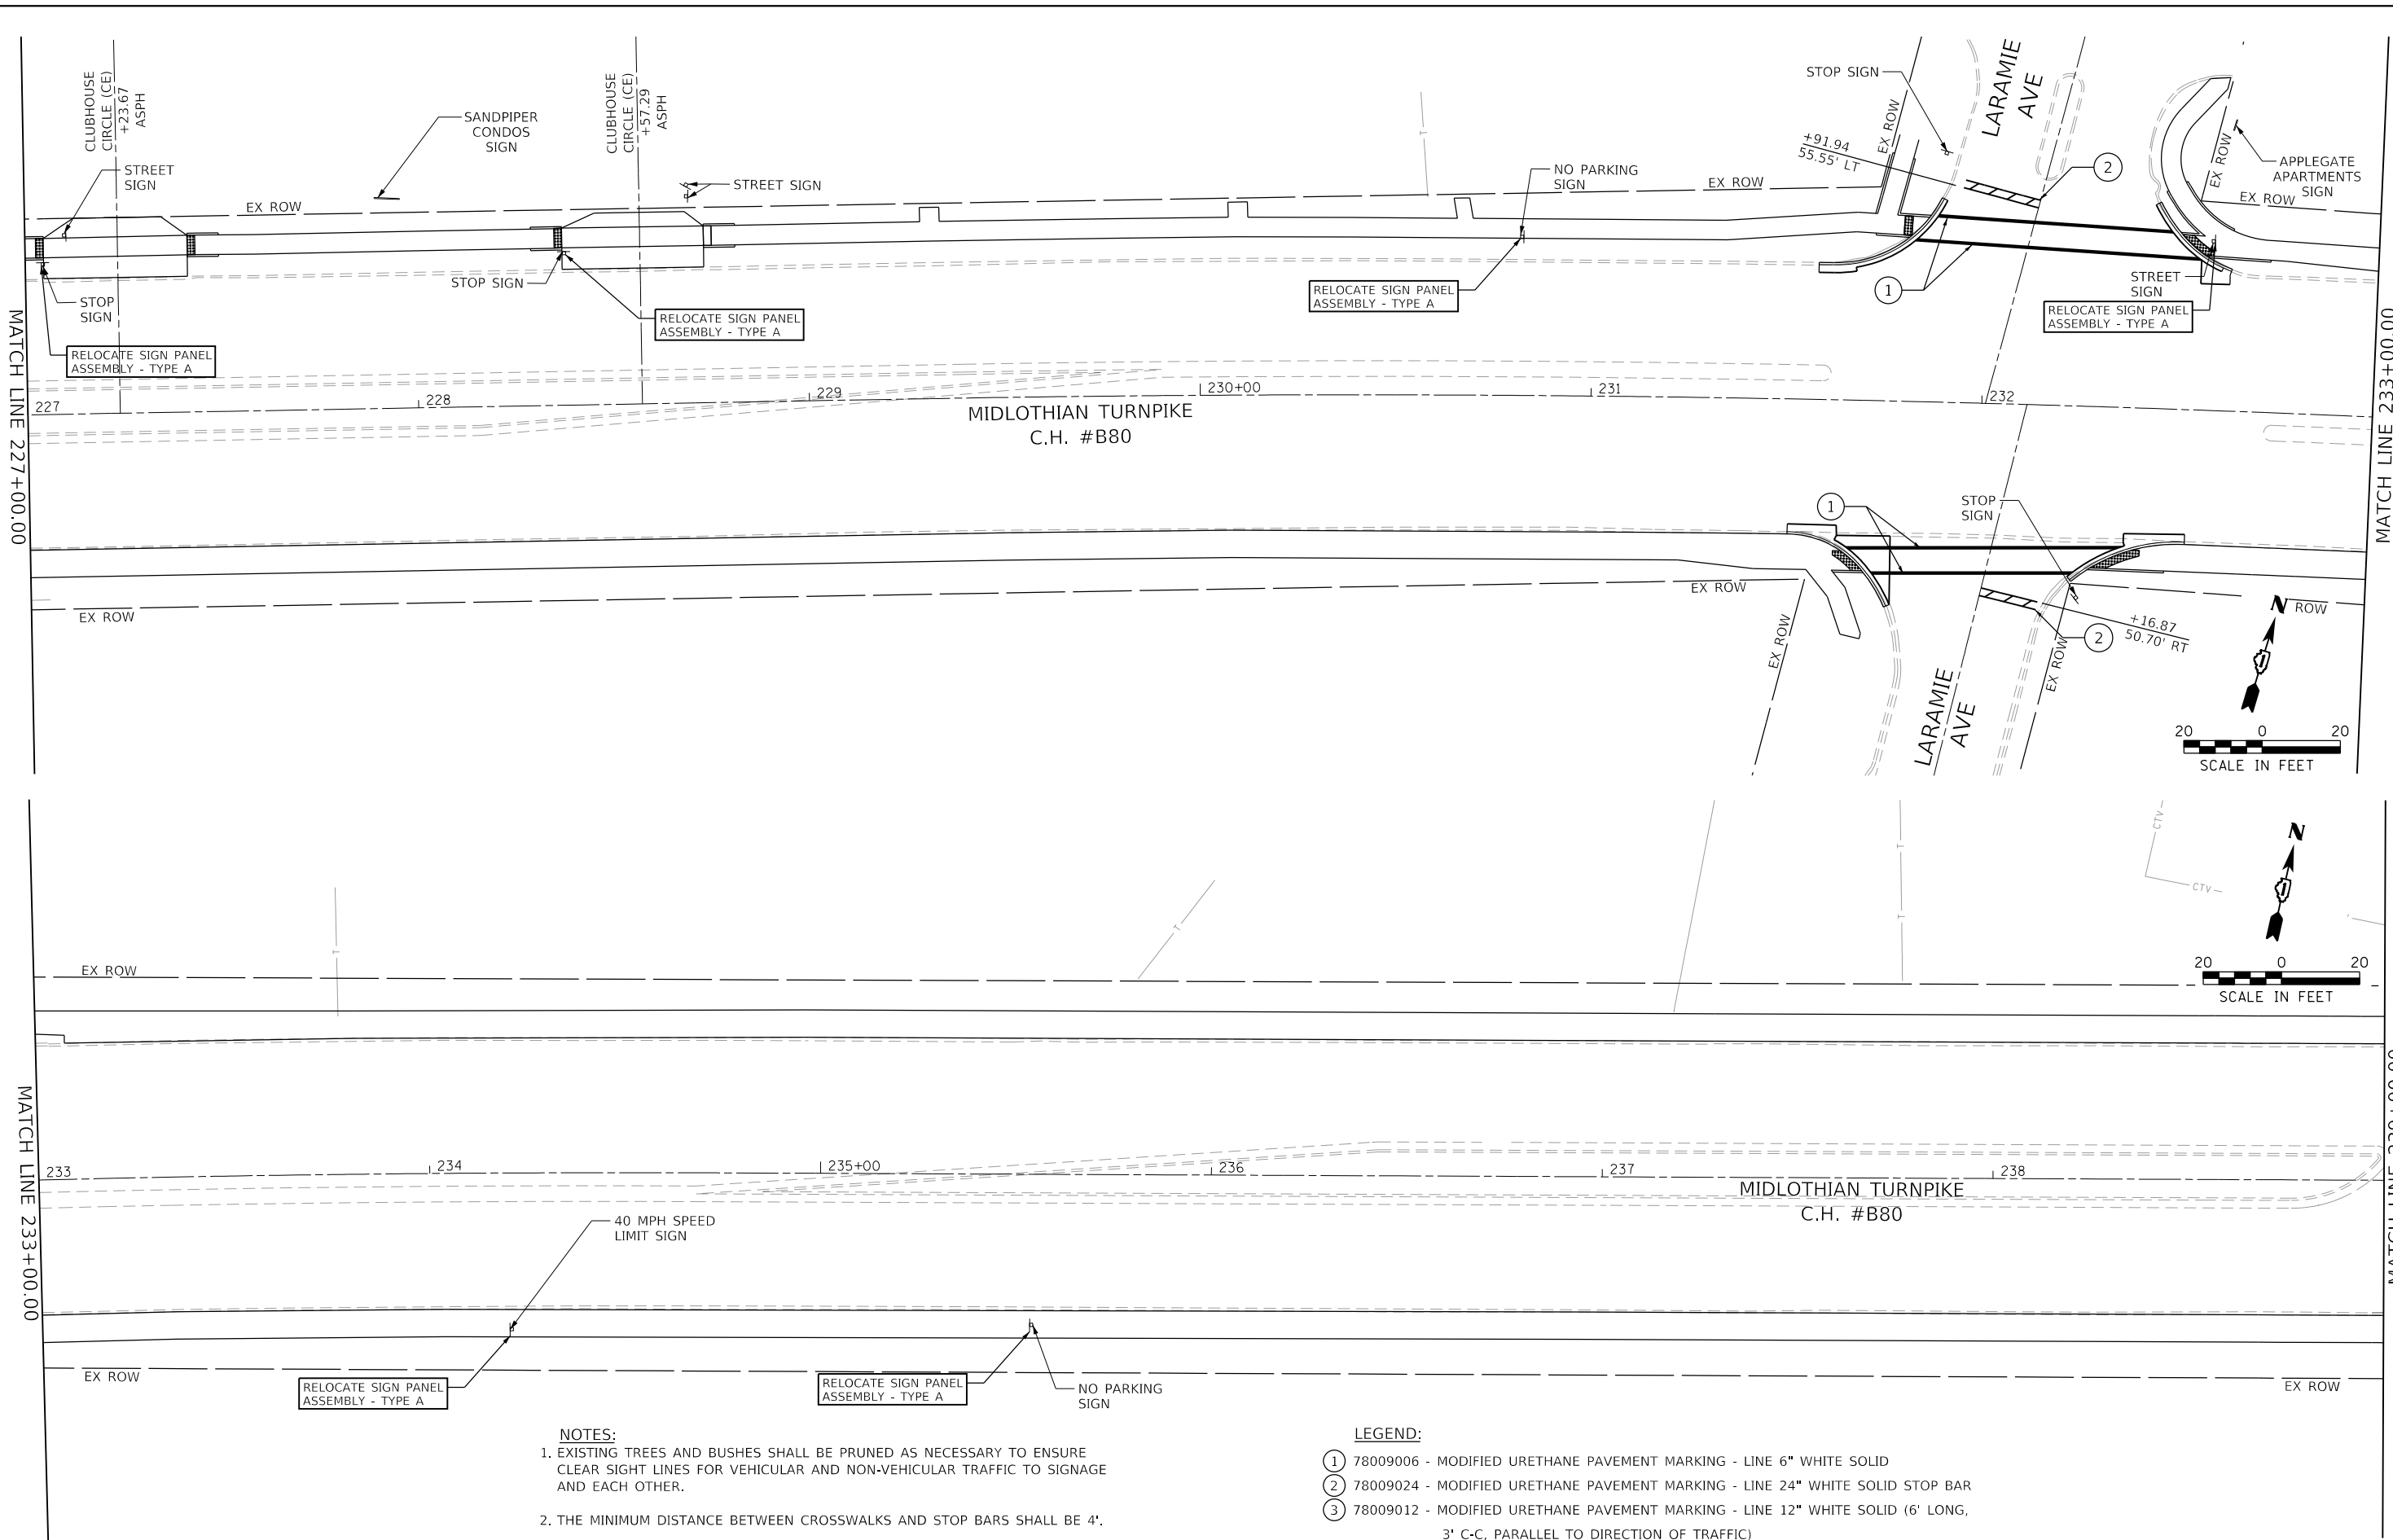 CLUBHOUSE
CIRCLE (CE)
+23.67
ASPH
STREET
SIGN
SANDPIPER
CONDOS
SIGN
CLUBHOUSE
CIRCLE (CE)
+57.29
ASPH
STREET SIGN
T
NO PARKING
SIGN
STOP SIGN
EX ROW
LARAMIE
AVE
+91.94
55.55' LT
2
EX ROW
APPLEGATE
APARTMENTS
SIGN
EX ROW
EX ROW
EX ROW
STOP
SIGN
STOP SIGN
1
STREET
SIGN
RELOCATE SIGN PANEL
ASSEMBLY - TYPE A
RELOCATE SIGN PANEL
ASSEMBLY - TYPE A
RELOCATE SIGN PANEL
ASSEMBLY - TYPE A
RELOCATE SIGN PANEL
ASSEMBLY - TYPE A
MATCH LINE 227+00.00
MATCH LINE 233+00.00
227
228
229
230+00
231
232
MIDLOTHIAN TURNPIKE
C.H. #B80
1
STOP
SIGN
EX ROW
EX ROW
EX ROW
EX ROW
ROW
+16.87
50.70' RT
2
LARAMIE
AVE
N
20 0 20
SCALE IN FEET
T
T
T
CTV
CTV
N
20 0 20
SCALE IN FEET
EX ROW
MATCH LINE 233+00.00
233
234
235+00
236
237
238
MIDLOTHIAN TURNPIKE
C.H. #B80
40 MPH SPEED
LIMIT SIGN
EX ROW
RELOCATE SIGN PANEL
ASSEMBLY - TYPE A
RELOCATE SIGN PANEL
ASSEMBLY - TYPE A
NO PARKING
SIGN
EX ROW
NOTES:
1. EXISTING TREES AND BUSHES SHALL BE PRUNED AS NECESSARY TO ENSURE
CLEAR SIGHT LINES FOR VEHICULAR AND NON-VEHICULAR TRAFFIC TO SIGNAGE
AND EACH OTHER.
2. THE MINIMUM DISTANCE BETWEEN CROSSWALKS AND STOP BARS SHALL BE 4'.
LEGEND:
1 78009006 - MODIFIED URETHANE PAVEMENT MARKING - LINE 6" WHITE SOLID
2 78009024 - MODIFIED URETHANE PAVEMENT MARKING - LINE 24" WHITE SOLID STOP BAR
3 78009012 - MODIFIED URETHANE PAVEMENT MARKING - LINE 12" WHITE SOLID (6' LONG,
3' C-C, PARALLEL TO DIRECTION OF TRAFFIC)